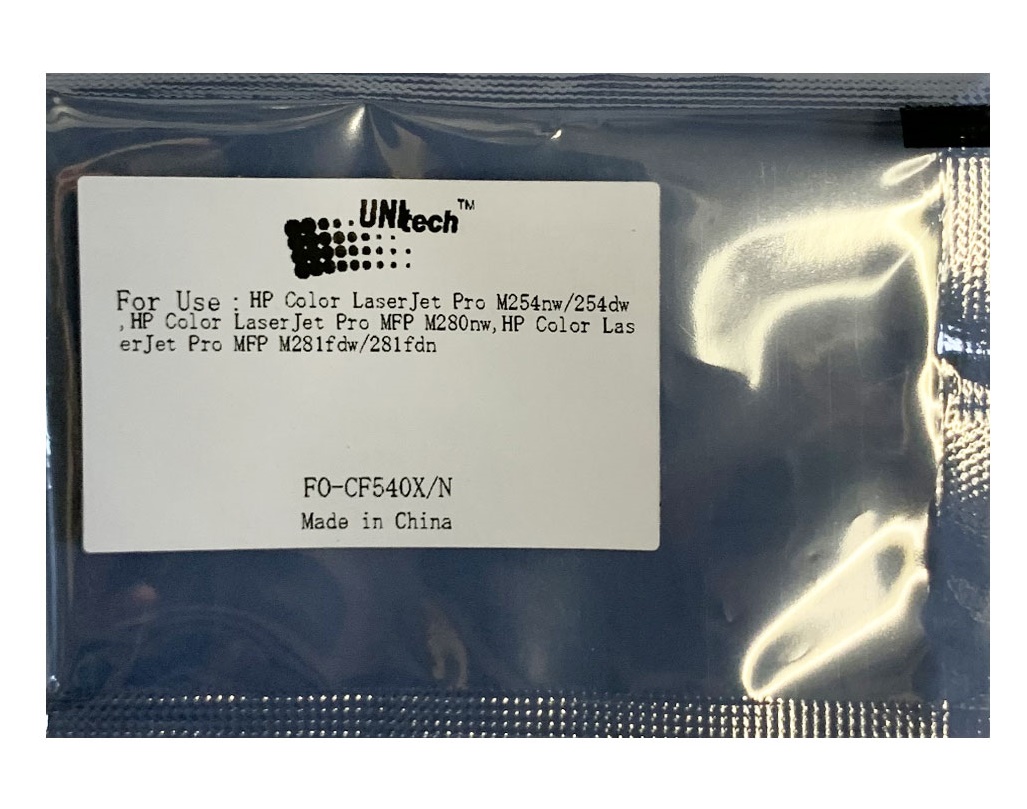 UNItech™
For Use : HP Color LaserJet Pro M254nw/254dw
,HP Color LaserJet Pro MFP M280nw,HP Color Las
erJet Pro MFP M281fdw/281fdn
FO-CF540X/N
Made in China